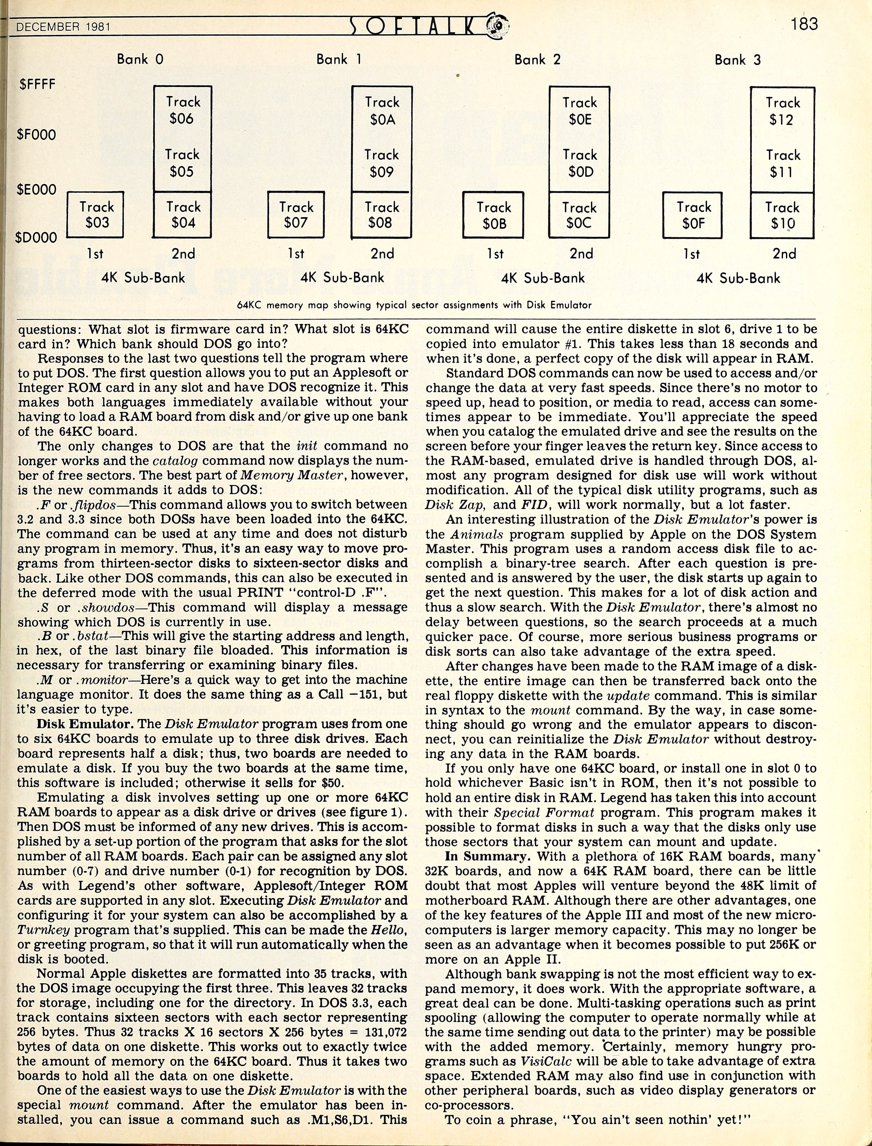 DECEMBER 1981
SOFTALK
183
Bank 0
Bank 1
Bank 2
Bank 3
$FFFF
$F000
$E000
$D000
Track
$06
Track
$05
Track
$03
Track
$04
1st
2nd
4K Sub-Bank
Track
$0A
Track
$09
Track
$07
Track
$08
1st
2nd
4K Sub-Bank
Track
$0E
Track
$0D
Track
$0B
Track
$0C
1st
2nd
4K Sub-Bank
Track
$12
Track
$11
Track
$0F
Track
$10
1st
2nd
4K Sub-Bank
64KC memory map showing typical sector assignments with Disk Emulator
questions: What slot is firmware card in? What slot is 64KC
card in? Which bank should DOS go into?
Responses to the last two questions tell the program where
to put DOS. The first question allows you to put an Applesoft or
Integer ROM card in any slot and have DOS recognize it. This
makes both languages immediately available without your
having to load a RAM board from disk and/or give up one bank
of the 64KC board.
The only changes to DOS are that the init command no
longer works and the catalog command now displays the num-
ber of free sectors. The best part of Memory Master, however,
is the new commands it adds to DOS:
.F or .flipdos—This command allows you to switch between
3.2 and 3.3 since both DOSs have been loaded into the 64KC.
The command can be used at any time and does not disturb
any program in memory. Thus, it's an easy way to move pro-
grams from thirteen-sector disks to sixteen-sector disks and
back. Like other DOS commands, this can also be executed in
the deferred mode with the usual PRINT "control-D .F".
.S or .showdos—This command will display a message
showing which DOS is currently in use.
.B or .bstat—This will give the starting address and length,
in hex, of the last binary file bloaded. This information is
necessary for transferring or examining binary files.
.M or .monitor—Here's a quick way to get into the machine
language monitor. It does the same thing as a Call −151, but
it's easier to type.
Disk Emulator. The Disk Emulator program uses from one
to six 64KC boards to emulate up to three disk drives. Each
board represents half a disk; thus, two boards are needed to
emulate a disk. If you buy the two boards at the same time,
this software is included; otherwise it sells for $50.
Emulating a disk involves setting up one or more 64KC
RAM boards to appear as a disk drive or drives (see figure 1).
Then DOS must be informed of any new drives. This is accom-
plished by a set-up portion of the program that asks for the slot
number of all RAM boards. Each pair can be assigned any slot
number (0-7) and drive number (0-1) for recognition by DOS.
As with Legend's other software, Applesoft/Integer ROM
cards are supported in any slot. Executing Disk Emulator and
configuring it for your system can also be accomplished by a
Turnkey program that's supplied. This can be made the Hello,
or greeting program, so that it will run automatically when the
disk is booted.
Normal Apple diskettes are formatted into 35 tracks, with
the DOS image occupying the first three. This leaves 32 tracks
for storage, including one for the directory. In DOS 3.3, each
track contains sixteen sectors with each sector representing
256 bytes. Thus 32 tracks X 16 sectors X 256 bytes = 131,072
bytes of data on one diskette. This works out to exactly twice
the amount of memory on the 64KC board. Thus it takes two
boards to hold all the data on one diskette.
One of the easiest ways to use the Disk Emulator is with the
special mount command. After the emulator has been in-
stalled, you can issue a command such as .M1,S6,D1. This
command will cause the entire diskette in slot 6, drive 1 to be
copied into emulator #1. This takes less than 18 seconds and
when it's done, a perfect copy of the disk will appear in RAM.
Standard DOS commands can now be used to access and/or
change the data at very fast speeds. Since there's no motor to
speed up, head to position, or media to read, access can some-
times appear to be immediate. You'll appreciate the speed
when you catalog the emulated drive and see the results on the
screen before your finger leaves the return key. Since access to
the RAM-based, emulated drive is handled through DOS, al-
most any program designed for disk use will work without
modification. All of the typical disk utility programs, such as
Disk Zap, and FID, will work normally, but a lot faster.
An interesting illustration of the Disk Emulator's power is
the Animals program supplied by Apple on the DOS System
Master. This program uses a random access disk file to ac-
complish a binary-tree search. After each question is pre-
sented and is answered by the user, the disk starts up again to
get the next question. This makes for a lot of disk action and
thus a slow search. With the Disk Emulator, there's almost no
delay between questions, so the search proceeds at a much
quicker pace. Of course, more serious business programs or
disk sorts can also take advantage of the extra speed.
After changes have been made to the RAM image of a disk-
ette, the entire image can then be transferred back onto the
real floppy diskette with the update command. This is similar
in syntax to the mount command. By the way, in case some-
thing should go wrong and the emulator appears to discon-
nect, you can reinitialize the Disk Emulator without destroy-
ing any data in the RAM boards.
If you only have one 64KC board, or install one in slot 0 to
hold whichever Basic isn't in ROM, then it's not possible to
hold an entire disk in RAM. Legend has taken this into account
with their Special Format program. This program makes it
possible to format disks in such a way that the disks only use
those sectors that your system can mount and update.
In Summary. With a plethora of 16K RAM boards, many
32K boards, and now a 64K RAM board, there can be little
doubt that most Apples will venture beyond the 48K limit of
motherboard RAM. Although there are other advantages, one
of the key features of the Apple III and most of the new micro-
computers is larger memory capacity. This may no longer be
seen as an advantage when it becomes possible to put 256K or
more on an Apple II.
Although bank swapping is not the most efficient way to ex-
pand memory, it does work. With the appropriate software, a
great deal can be done. Multi-tasking operations such as print
spooling (allowing the computer to operate normally while at
the same time sending out data to the printer) may be possible
with the added memory. Certainly, memory hungry pro-
grams such as VisiCalc will be able to take advantage of extra
space. Extended RAM may also find use in conjunction with
other peripheral boards, such as video display generators or
co-processors.
To coin a phrase, "You ain't seen nothin' yet!"